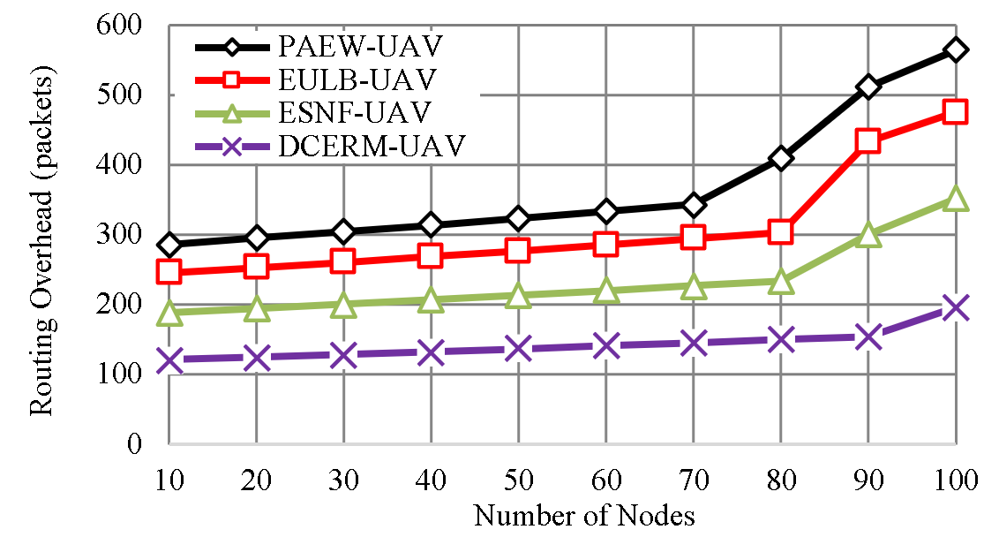 600
500
400
300
200
100
0
Routing Overhead (packets)
PAEW-UAV
EULB-UAV
ESNF-UAV
DCERM-UAV
10 20 30 40 50 60 70 80 90 100
Number of Nodes